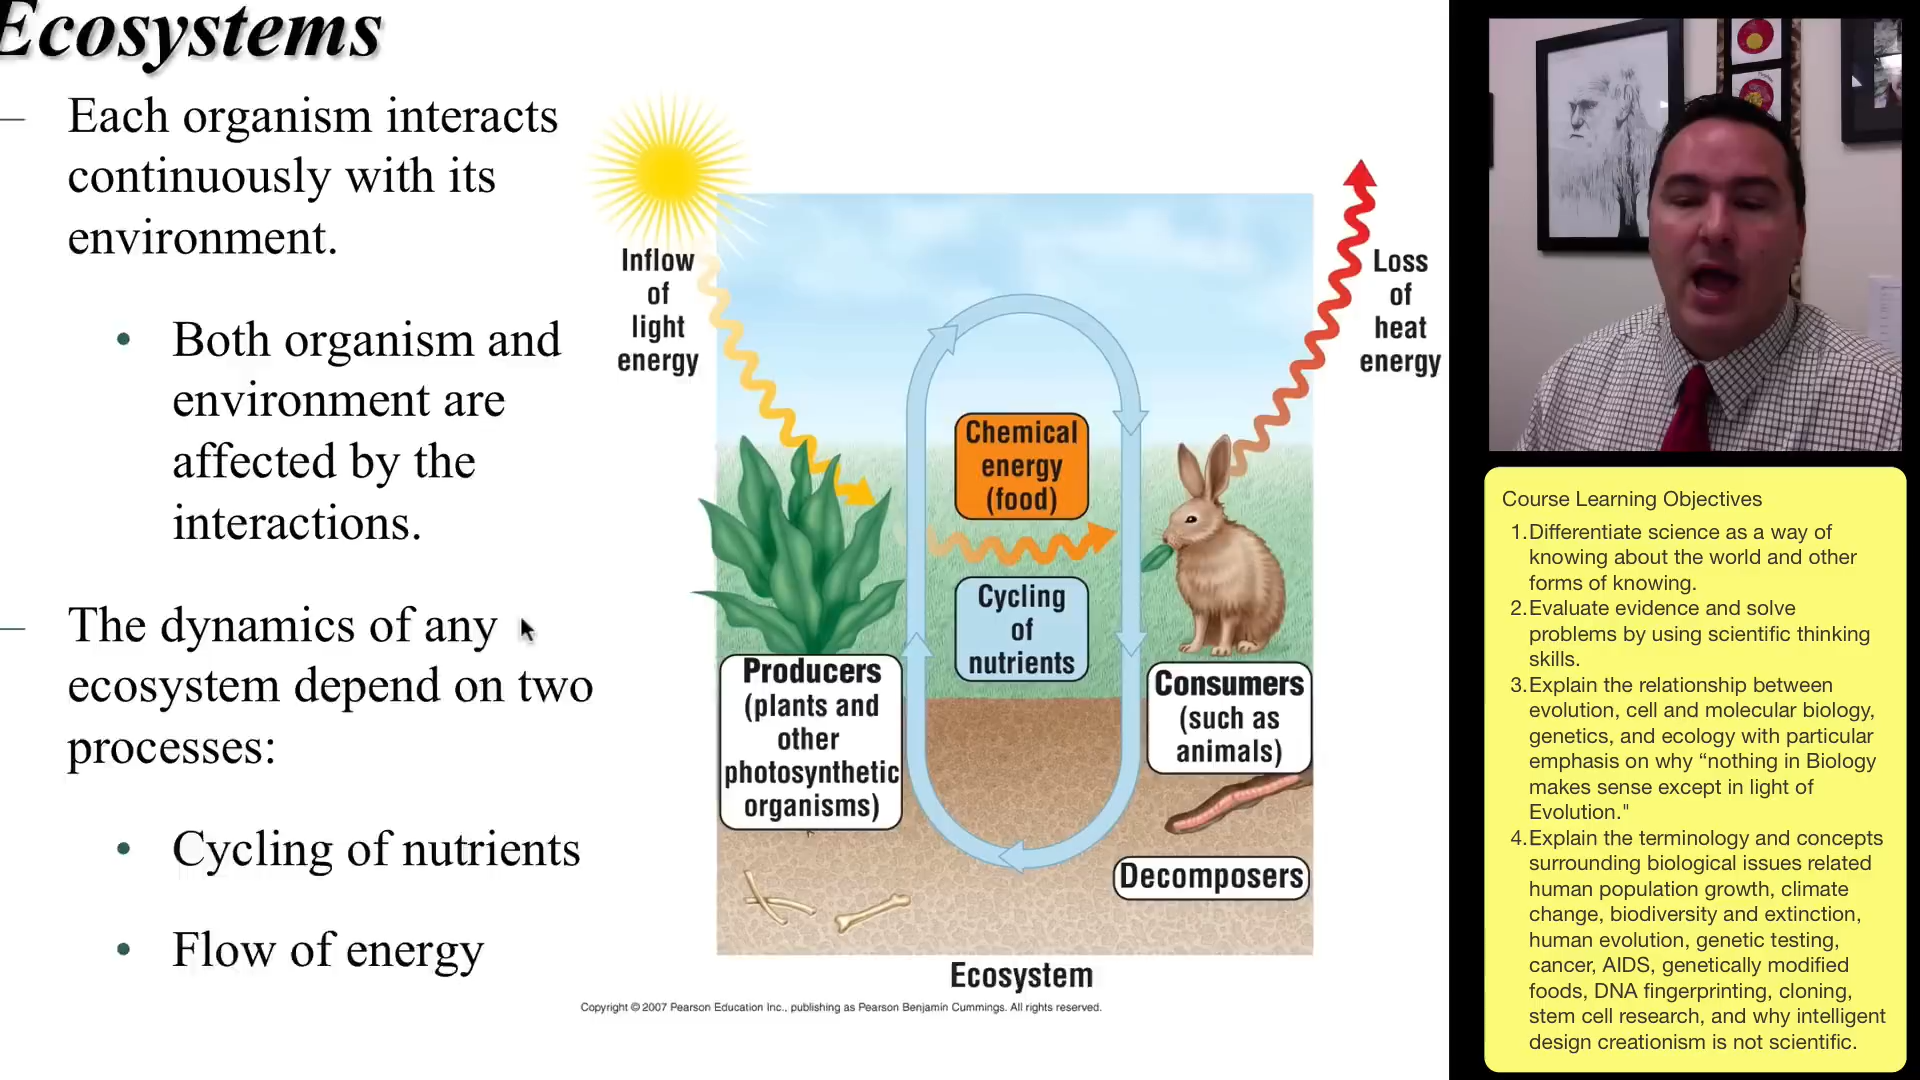 Ecosystems
– Each organism interacts
continuously with its
environment.
• Both organism and
environment are
affected by the
interactions.
– The dynamics of any
ecosystem depend on two
processes:
• Cycling of nutrients
• Flow of energy
Inflow
of
light
energy
Loss
of
heat
energy
Chemical
energy
(food)
Cycling
of
nutrients
Producers
(plants and
other
photosynthetic
organisms)
Consumers
(such as
animals)
Decomposers
Ecosystem
Copyright © 2007 Pearson Education Inc., publishing as Pearson Benjamin Cummings. All rights reserved.
Course Learning Objectives
1.Differentiate science as a way of
knowing about the world and other
forms of knowing.
2.Evaluate evidence and solve
problems by using scientific thinking
skills.
3.Explain the relationship between
evolution, cell and molecular biology,
genetics, and ecology with particular
emphasis on why “nothing in Biology
makes sense except in light of
Evolution."
4.Explain the terminology and concepts
surrounding biological issues related
human population growth, climate
change, biodiversity and extinction,
human evolution, genetic testing,
cancer, AIDS, genetically modified
foods, DNA fingerprinting, cloning,
stem cell research, and why intelligent
design creationism is not scientific.